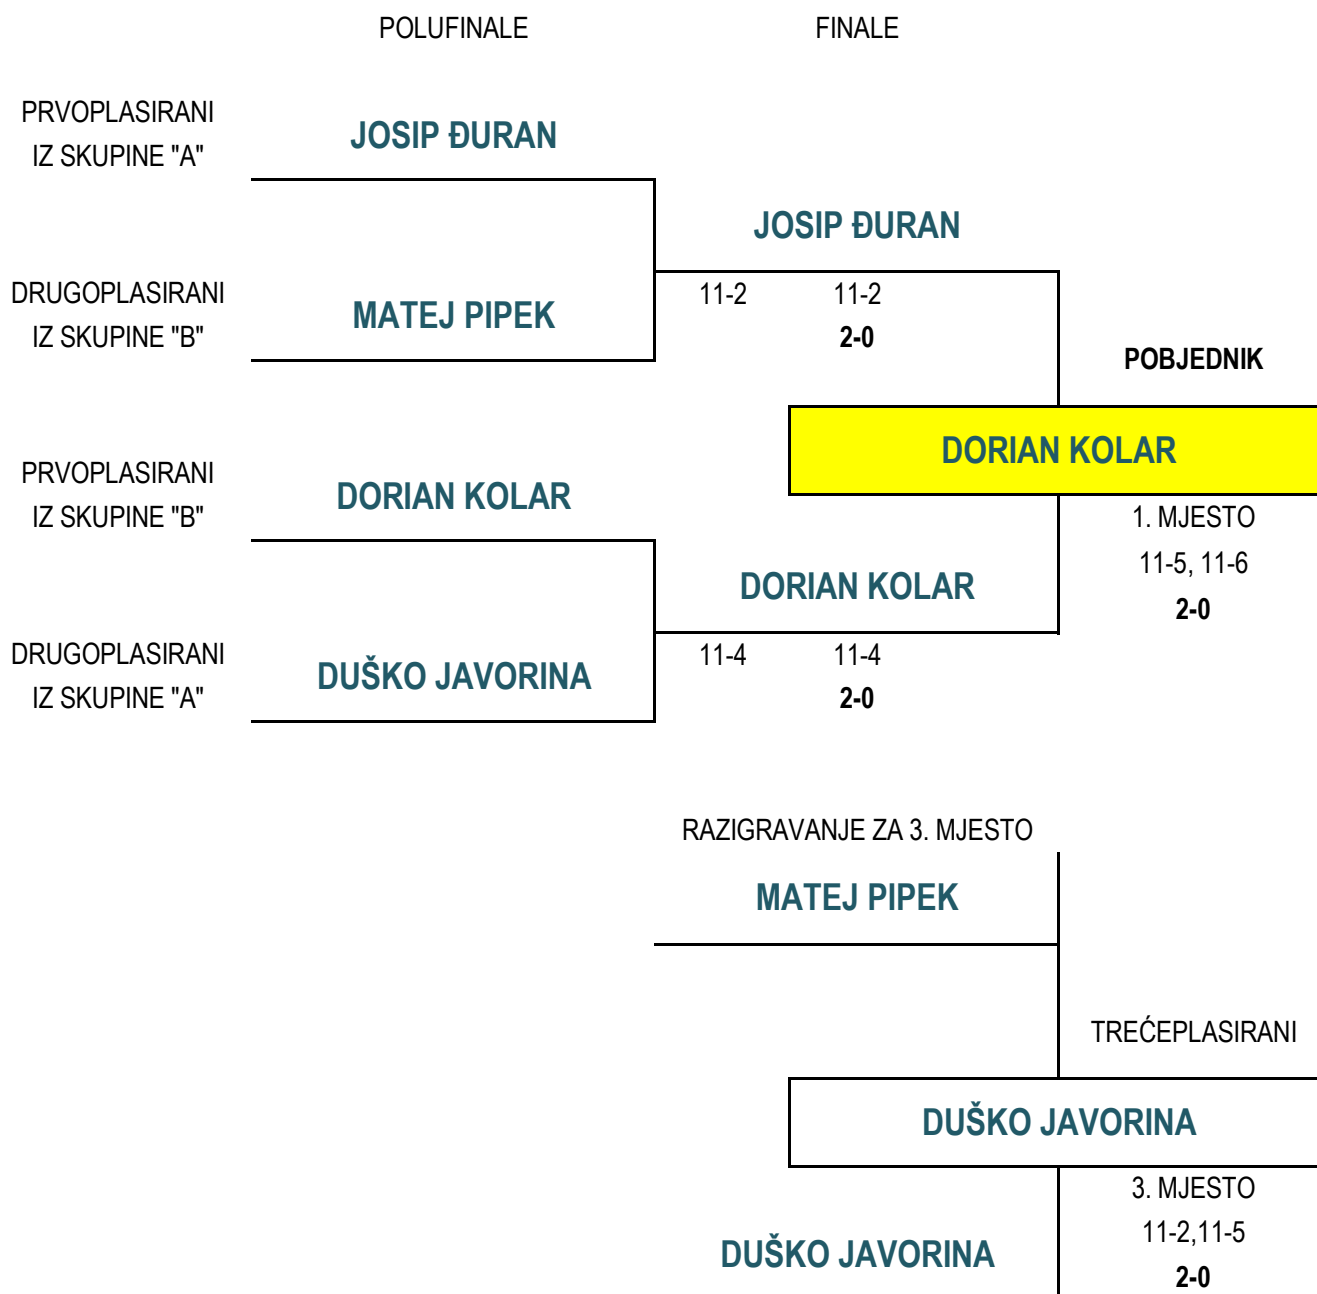 POLUFINALE FINALE
PRVOPLASIRANI
IZ SKUPINE "A"
JOSIP ĐURAN
JOSIP ĐURAN
DRUGOPLASIRANI
IZ SKUPINE "B"
MATEJ PIPEK
11-2 11-2
2-0
POBJEDNIK
DORIAN KOLAR
PRVOPLASIRANI
IZ SKUPINE "B"
DORIAN KOLAR
1. MJESTO
11-5, 11-6
2-0
DORIAN KOLAR
DRUGOPLASIRANI
IZ SKUPINE "A"
DUŠKO JAVORINA
11-4 11-4
2-0
RAZIGRAVANJE ZA 3. MJESTO
MATEJ PIPEK
TREĆEPLASIRANI
DUŠKO JAVORINA
3. MJESTO
11-2,11-5
2-0
DUŠKO JAVORINA